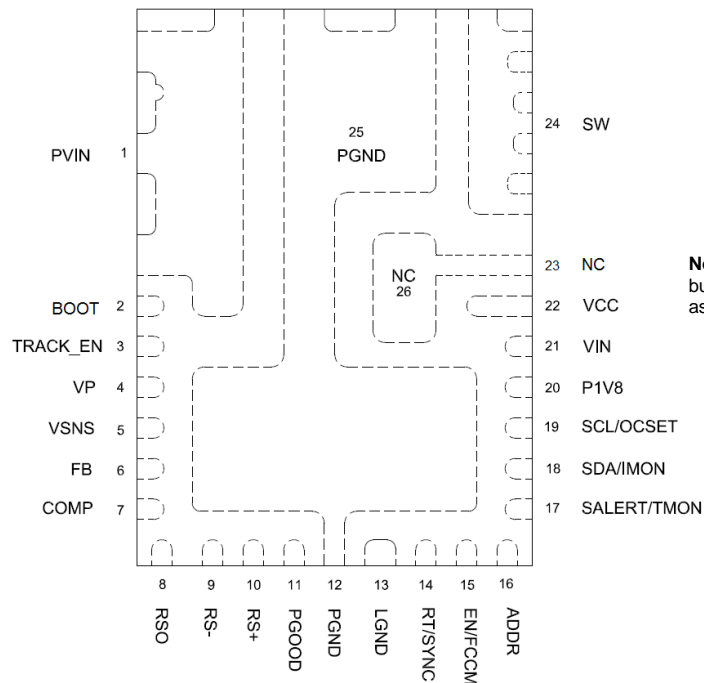 PVIN 1
BOOT 2
TRACK_EN 3
VP 4
VSNS 5
FB 6
COMP 7
8 RSO
9 RS-
10 RS+
11 PGOOD
12 PGND
13 LGND
14 RT/SYNC
15 EN/FCCM
16 ADDR
17 SALERT/TMON
18 SDA/IMON
19 SCL/OCSET
20 P1V8
21 VIN
22 VCC
23 NC
24 SW
25
PGND
NC
26
bu
as